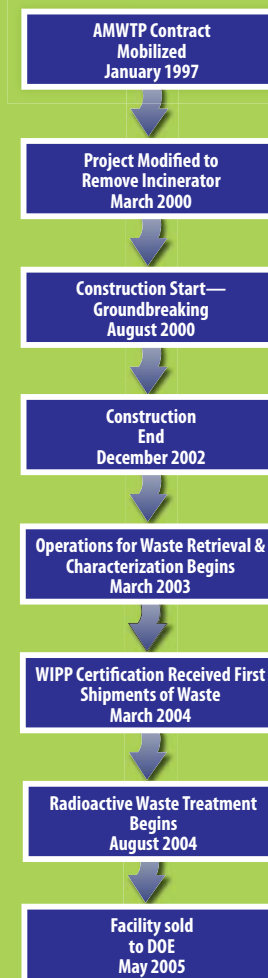 AMWTP Contract
Mobilized
January 1997
Project Modified to
Remove Incinerator
March 2000
Construction Start—
Groundbreaking
August 2000
Construction
End
December 2002
Operations for Waste Retrieval &
Characterization Begins
March 2003
WIPP Certification Received First
Shipments of Waste
March 2004
Radioactive Waste Treatment
Begins
August 2004
Facility sold
to DOE
May 2005